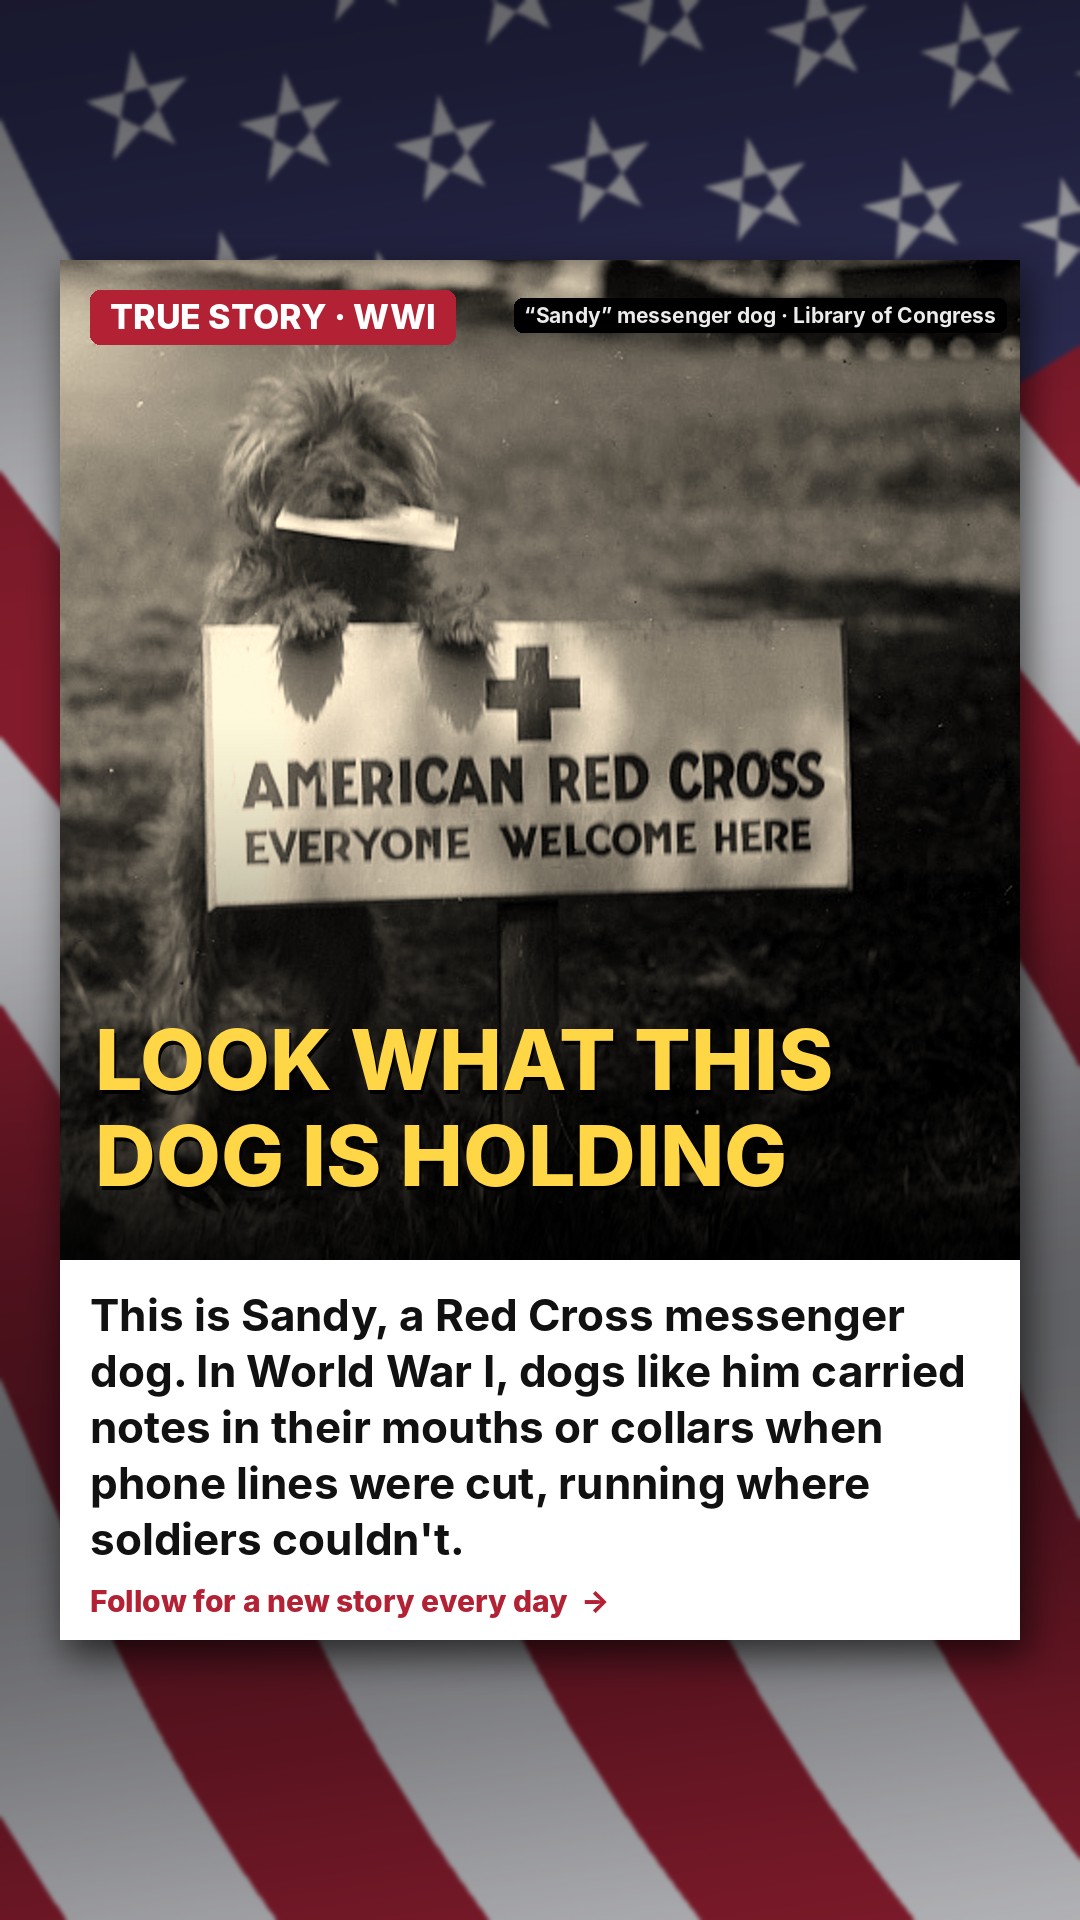 TRUE STORY · WWI
“Sandy” messenger dog · Library of Congress
AMERICAN RED CROSS
EVERYONE WELCOME HERE
LOOK WHAT THIS
DOG IS HOLDING
This is Sandy, a Red Cross messenger
dog. In World War I, dogs like him carried
notes in their mouths or collars when
phone lines were cut, running where
soldiers couldn't.
Follow for a new story every day →